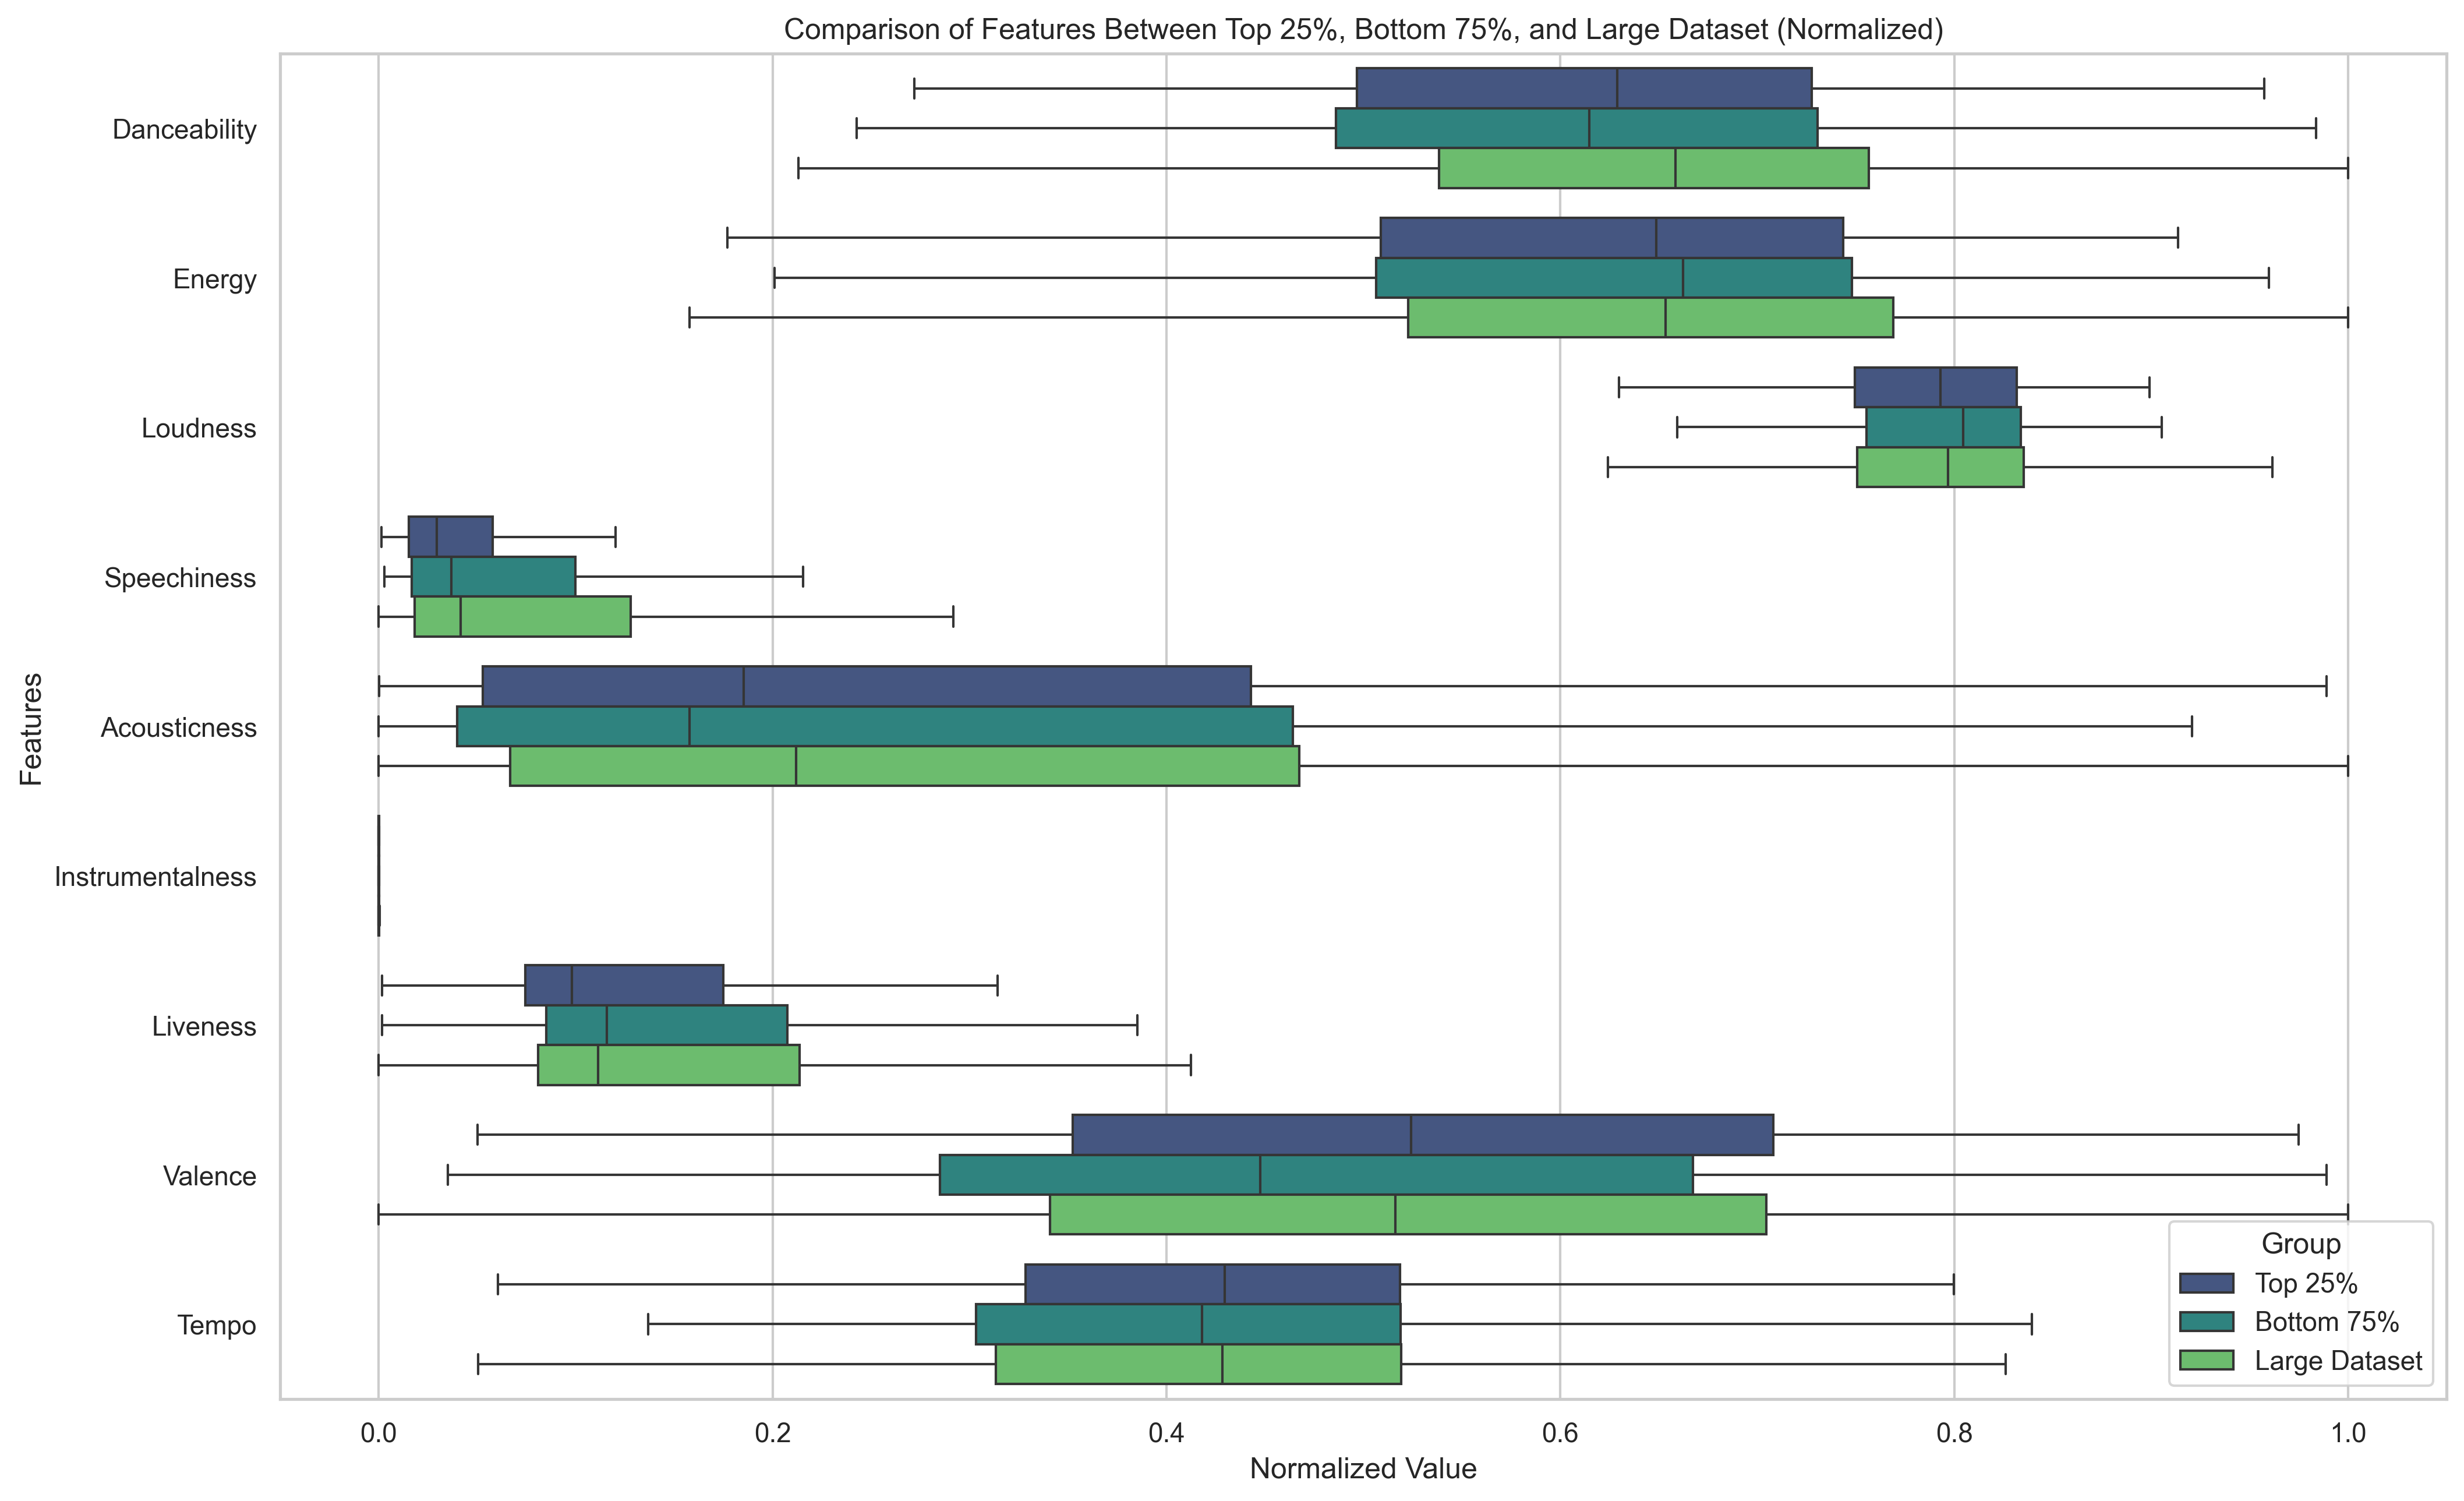 Comparison of Features Between Top 25%, Bottom 75%, and Large Dataset (Normalized)
Features
Danceability
Energy
Loudness
Speechiness
Acousticness
Instrumentalness
Liveness
Valence
Tempo
Group
Top 25%
Bottom 75%
Large Dataset
0.0 0.2 0.4 0.6 0.8 1.0
Normalized Value